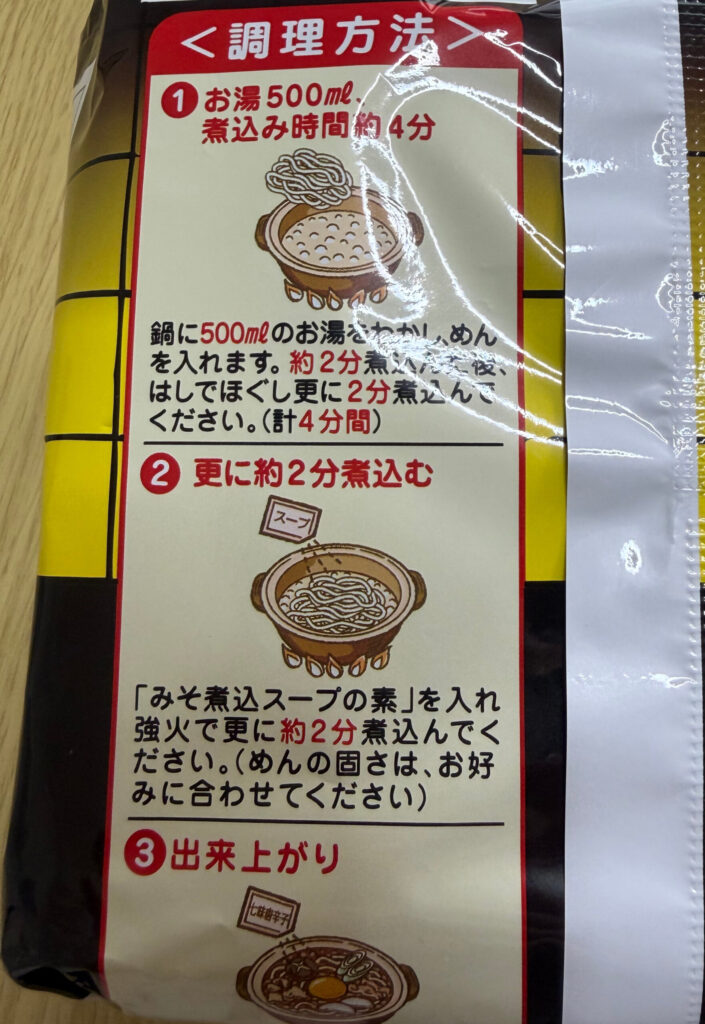 ＜調理方法＞
1 お湯500㎖、
煮込み時間約4分
鍋に500㎖のお湯をわかし、めん
を入れます。約2分煮込んだ後、
はしでほぐし更に2分煮込んで
ください。(計4分間)
2 更に約2分煮込む
スープ
「みそ煮込スープの素」を入れ
強火で更に約2分煮込んでく
ださい。(めんの固さは、お好
みに合わせてください)
3 出来上がり
七味唐辛子